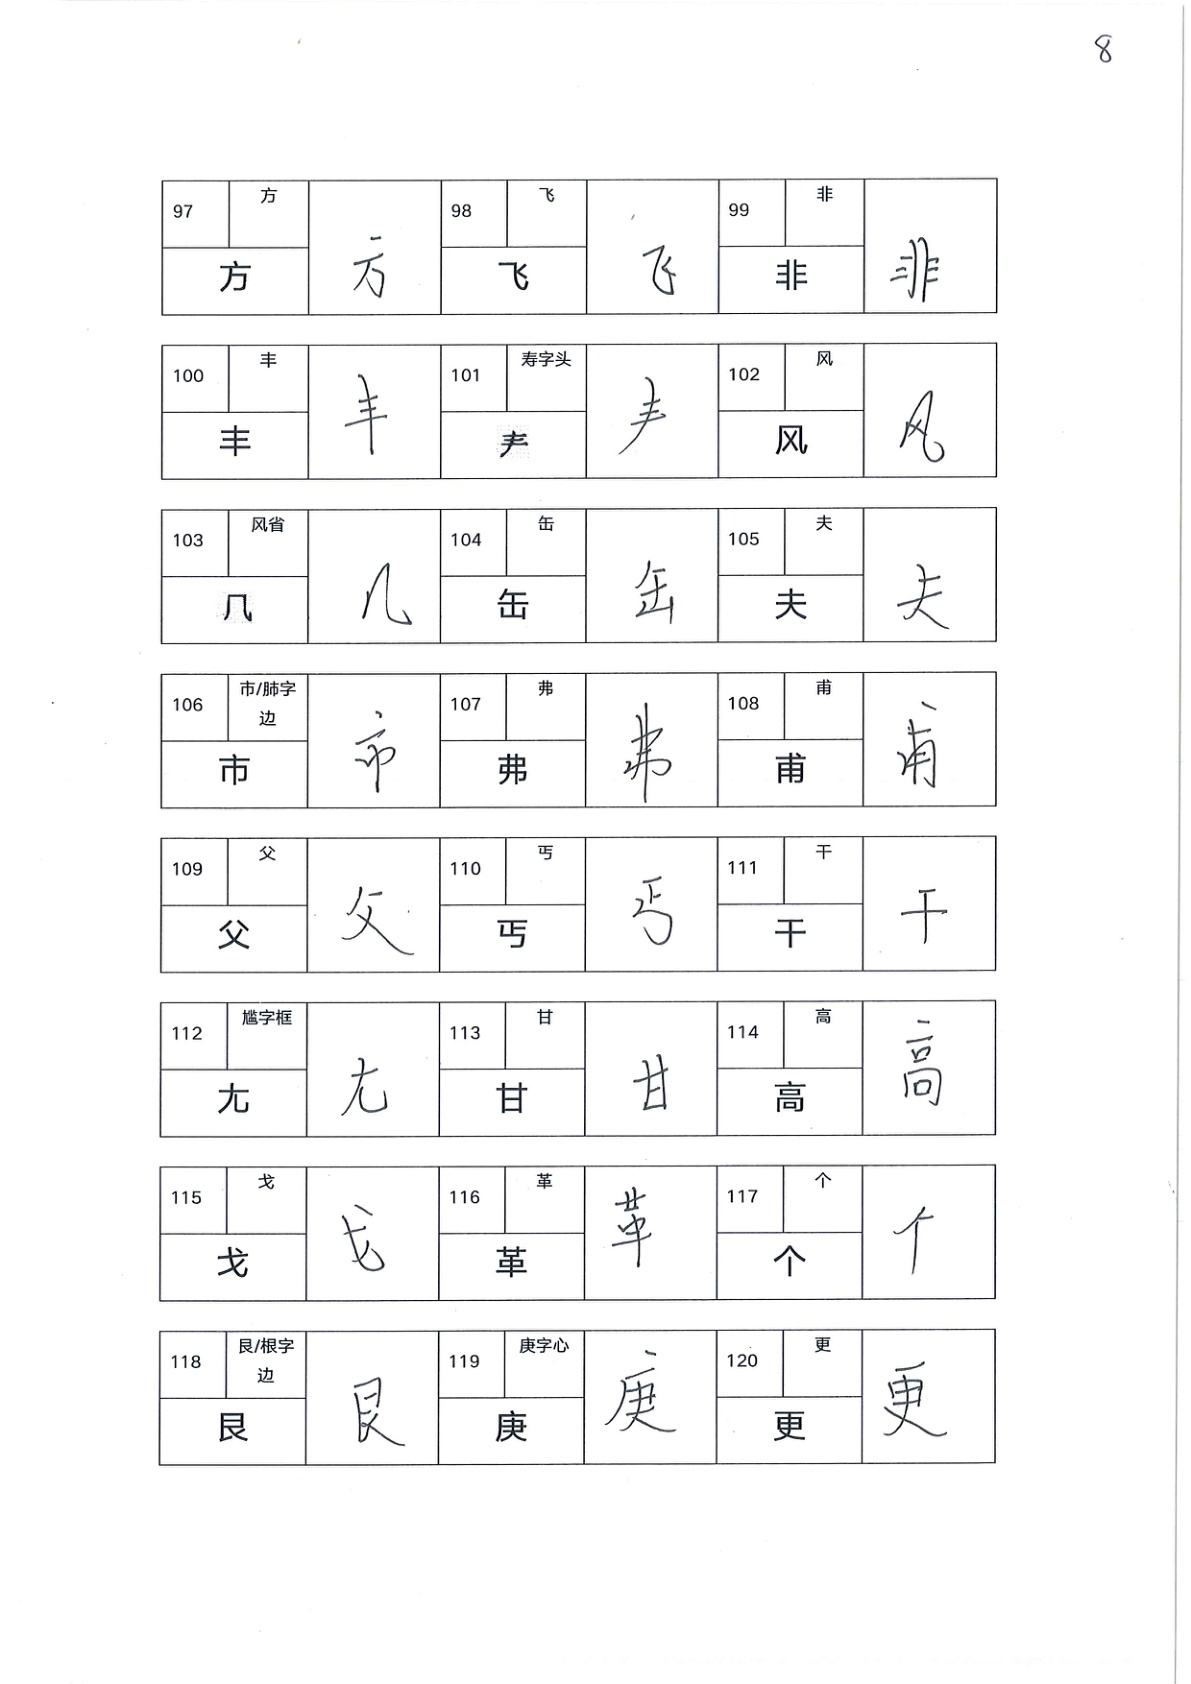 8
97 方 98 飞 99 非
方 方 飞 飞 非 非
100 丰 101 寿字头 102 风
丰 丰 𡗗 风 风
103 风省 104 缶 105 夫
几 几 缶 缶 夫 夫
106 市/肺字边 107 弗 108 甫
市 市 弗 弗 甫 甫
109 父 110 丐 111 干
父 父 丐 丐 干 干
112 尴字框 113 甘 114 高
尢 尢 甘 甘 高 高
115 戈 116 革 117 个
戈 戈 革 革 个 个
118 艮/根字边 119 庚字心 120 更
艮 艮 庚 庚 更 更